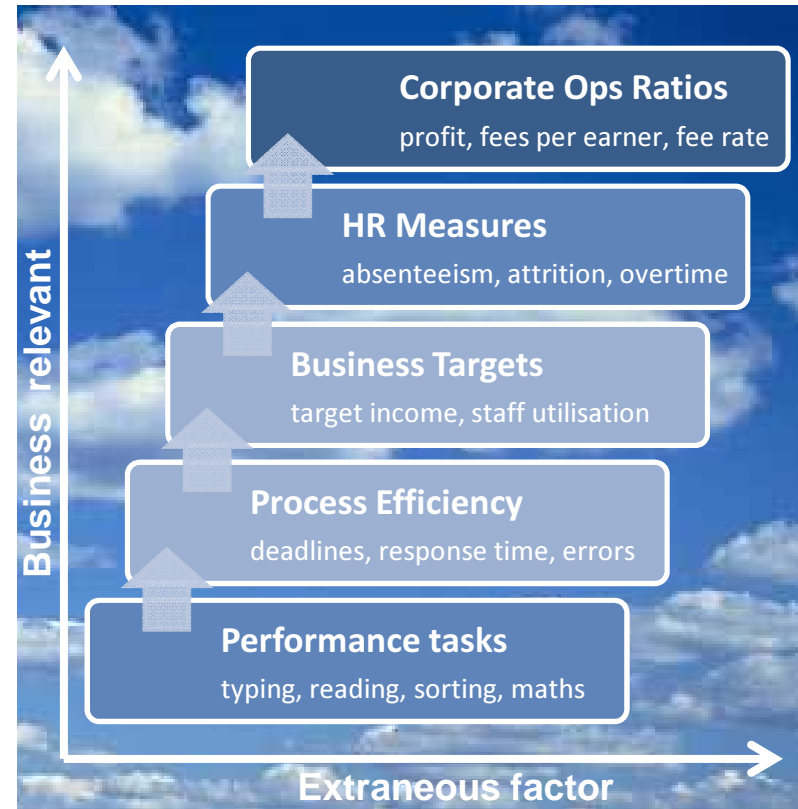 Corporate Ops Ratios
profit, fees per earner, fee rate
HR Measures
absenteeism, attrition, overtime
Business Targets
target income, staff utilisation
Process Efficiency
deadlines, response time, errors
Performance tasks
typing, reading, sorting, maths
Business relevant
Extraneous factor